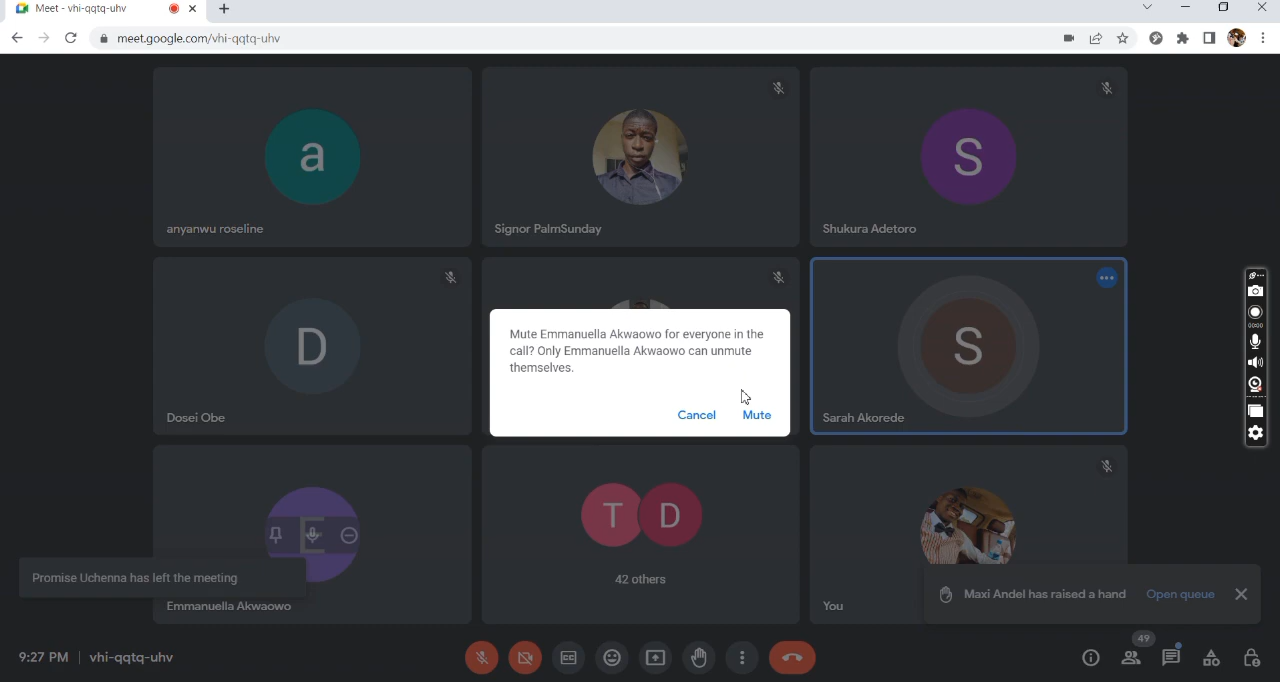 Meet - vhi-qqtq-uhv
meet.google.com/vhi-qqtq-uhv
a
anyanwu roseline
Signor PalmSunday
S
Shukura Adetoro
D
Dosei Obe
S
Sarah Akorede
Mute Emmanuella Akwaowo for everyone in the
call? Only Emmanuella Akwaowo can unmute
themselves.
Cancel Mute
E
Emmanuella Akwaowo
T D
42 others
You
Promise Uchenna has left the meeting
Maxi Andel has raised a hand Open queue
9:27 PM | vhi-qqtq-uhv
49
00:00